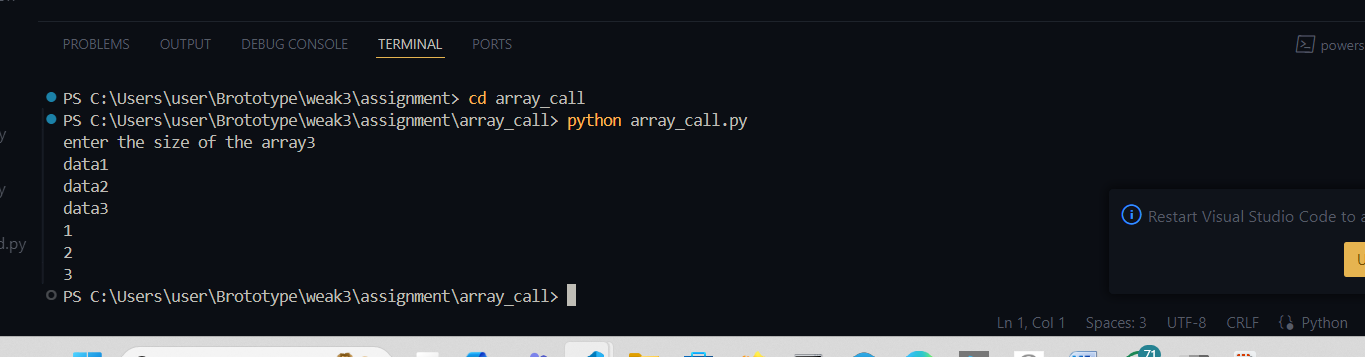 PROBLEMS OUTPUT DEBUG CONSOLE TERMINAL PORTS powers
PS C:\Users\user\Brototype\weak3\assignment> cd array_call
PS C:\Users\user\Brototype\weak3\assignment\array_call> python array_call.py
enter the size of the array3
data1
data2
data3
1
2
3
PS C:\Users\user\Brototype\weak3\assignment\array_call>
d.py
Restart Visual Studio Code to a
U
Ln 1, Col 1 Spaces: 3 UTF-8 CRLF Python
71